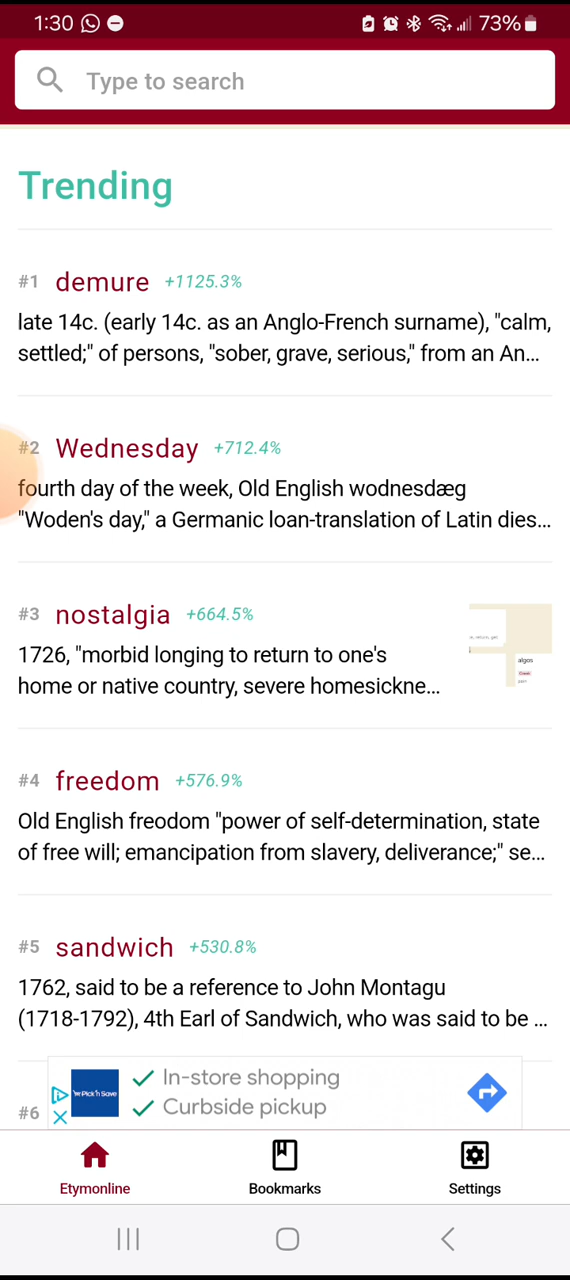 1:30
73%
Type to search
Trending
#1 demure +1125.3%
late 14c. (early 14c. as an Anglo-French surname), "calm,
settled;" of persons, "sober, grave, serious," from an An...
#2 Wednesday +712.4%
fourth day of the week, Old English wodnesdæg
"Woden's day," a Germanic loan-translation of Latin dies...
#3 nostalgia +664.5%
1726, "morbid longing to return to one's
home or native country, severe homesickne...
algos
#4 freedom +576.9%
Old English freodom "power of self-determination, state
of free will; emancipation from slavery, deliverance;" se...
#5 sandwich +530.8%
1762, said to be a reference to John Montagu
(1718-1792), 4th Earl of Sandwich, who was said to be ...
#6
Pick'n Save
In-store shopping
Curbside pickup
Etymonline Bookmarks Settings